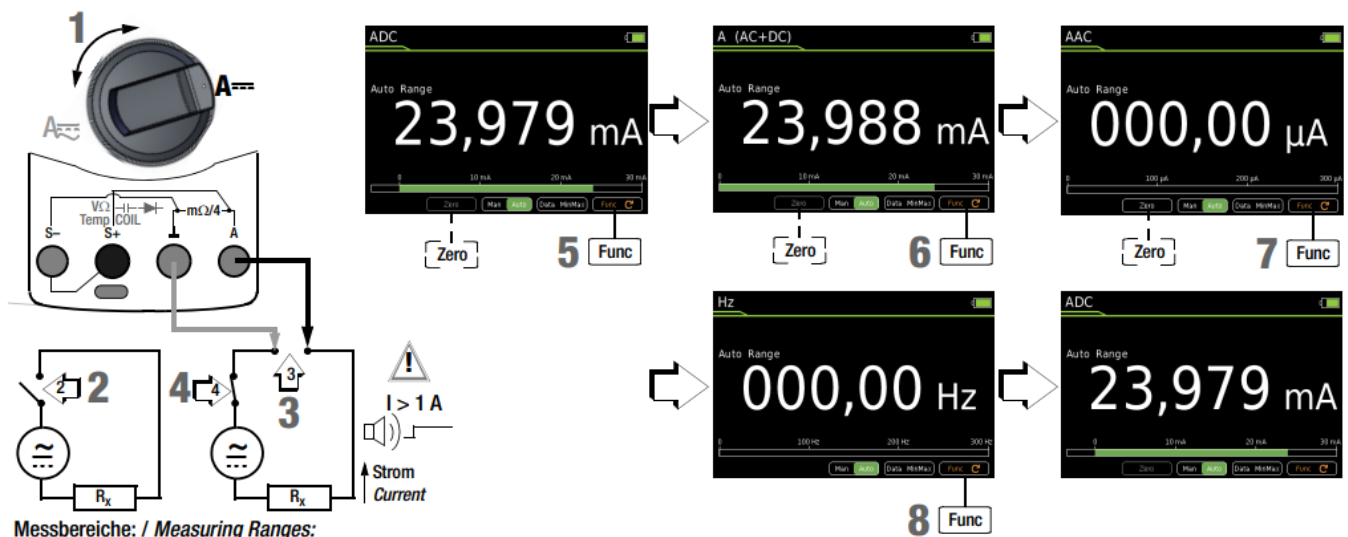 1
A
A
VΩ
Temp COIL
mΩ/4
S–
S+
A
2
2
4
4
3
3
I > 1 A
Strom
Current
Rx
Rx
Messbereiche: / Measuring Ranges:
ADC
Auto Range
23,979 mA
0 10 mA 20 mA 30 mA
Zero Man Auto Data MinMax Func
Zero
5 Func
A (AC+DC)
Auto Range
23,988 mA
0 10 mA 20 mA 30 mA
Zero Man Auto Data MinMax Func
Zero
6 Func
AAC
Auto Range
000,00 µA
0 100 µA 200 µA 300 µA
Zero Man Auto Data MinMax Func
Zero
7 Func
Hz
Auto Range
000,00 Hz
0 100 Hz 200 Hz 300 Hz
Man Auto Data MinMax Func
8 Func
ADC
Auto Range
23,979 mA
0 10 mA 20 mA 30 mA
Zero Man Auto Data MinMax Func